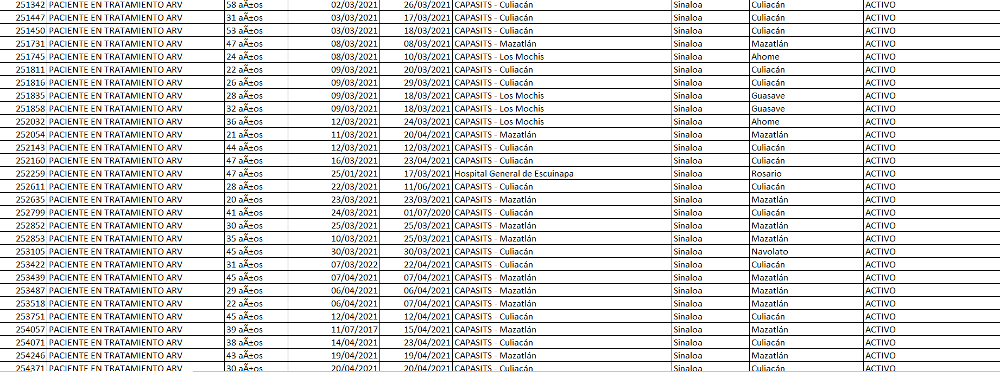 251342 PACIENTE EN TRATAMIENTO ARV 58 aÃ±os 02/03/2021 26/03/2021 CAPASITS - Culiacán Sinaloa Culiacán ACTIVO
251447 PACIENTE EN TRATAMIENTO ARV 31 aÃ±os 03/03/2021 17/03/2021 CAPASITS - Culiacán Sinaloa Culiacán ACTIVO
251450 PACIENTE EN TRATAMIENTO ARV 53 aÃ±os 03/03/2021 18/03/2021 CAPASITS - Culiacán Sinaloa Culiacán ACTIVO
251731 PACIENTE EN TRATAMIENTO ARV 47 aÃ±os 08/03/2021 08/03/2021 CAPASITS - Mazatlán Sinaloa Mazatlán ACTIVO
251745 PACIENTE EN TRATAMIENTO ARV 24 aÃ±os 08/03/2021 10/03/2021 CAPASITS - Los Mochis Sinaloa Ahome ACTIVO
251811 PACIENTE EN TRATAMIENTO ARV 22 aÃ±os 09/03/2021 20/03/2021 CAPASITS - Culiacán Sinaloa Culiacán ACTIVO
251816 PACIENTE EN TRATAMIENTO ARV 26 aÃ±os 09/03/2021 29/03/2021 CAPASITS - Culiacán Sinaloa Culiacán ACTIVO
251835 PACIENTE EN TRATAMIENTO ARV 28 aÃ±os 09/03/2021 18/03/2021 CAPASITS - Los Mochis Sinaloa Guasave ACTIVO
251858 PACIENTE EN TRATAMIENTO ARV 32 aÃ±os 09/03/2021 18/03/2021 CAPASITS - Los Mochis Sinaloa Guasave ACTIVO
252032 PACIENTE EN TRATAMIENTO ARV 36 aÃ±os 12/03/2021 24/03/2021 CAPASITS - Los Mochis Sinaloa Ahome ACTIVO
252054 PACIENTE EN TRATAMIENTO ARV 21 aÃ±os 11/03/2021 20/04/2021 CAPASITS - Mazatlán Sinaloa Mazatlán ACTIVO
252143 PACIENTE EN TRATAMIENTO ARV 44 aÃ±os 12/03/2021 12/03/2021 CAPASITS - Culiacán Sinaloa Culiacán ACTIVO
252160 PACIENTE EN TRATAMIENTO ARV 47 aÃ±os 16/03/2021 23/04/2021 CAPASITS - Culiacán Sinaloa Culiacán ACTIVO
252259 PACIENTE EN TRATAMIENTO ARV 47 aÃ±os 25/01/2021 17/03/2021 Hospital General de Escuinapa Sinaloa Rosario ACTIVO
252611 PACIENTE EN TRATAMIENTO ARV 28 aÃ±os 22/03/2021 11/06/2021 CAPASITS - Culiacán Sinaloa Culiacán ACTIVO
252635 PACIENTE EN TRATAMIENTO ARV 20 aÃ±os 23/03/2021 23/03/2021 CAPASITS - Mazatlán Sinaloa Mazatlán ACTIVO
252799 PACIENTE EN TRATAMIENTO ARV 41 aÃ±os 24/03/2021 01/07/2020 CAPASITS - Culiacán Sinaloa Culiacán ACTIVO
252852 PACIENTE EN TRATAMIENTO ARV 30 aÃ±os 25/03/2021 25/03/2021 CAPASITS - Mazatlán Sinaloa Mazatlán ACTIVO
252853 PACIENTE EN TRATAMIENTO ARV 35 aÃ±os 10/03/2021 25/03/2021 CAPASITS - Mazatlán Sinaloa Mazatlán ACTIVO
253105 PACIENTE EN TRATAMIENTO ARV 45 aÃ±os 30/03/2021 30/03/2021 CAPASITS - Culiacán Sinaloa Navolato ACTIVO
253422 PACIENTE EN TRATAMIENTO ARV 31 aÃ±os 07/03/2022 22/04/2021 CAPASITS - Culiacán Sinaloa Culiacán ACTIVO
253439 PACIENTE EN TRATAMIENTO ARV 45 aÃ±os 07/04/2021 07/04/2021 CAPASITS - Mazatlán Sinaloa Mazatlán ACTIVO
253487 PACIENTE EN TRATAMIENTO ARV 29 aÃ±os 06/04/2021 06/04/2021 CAPASITS - Mazatlán Sinaloa Mazatlán ACTIVO
253518 PACIENTE EN TRATAMIENTO ARV 22 aÃ±os 06/04/2021 07/04/2021 CAPASITS - Mazatlán Sinaloa Mazatlán ACTIVO
253751 PACIENTE EN TRATAMIENTO ARV 45 aÃ±os 12/04/2021 12/04/2021 CAPASITS - Culiacán Sinaloa Culiacán ACTIVO
254057 PACIENTE EN TRATAMIENTO ARV 39 aÃ±os 11/07/2017 15/04/2021 CAPASITS - Mazatlán Sinaloa Mazatlán ACTIVO
254071 PACIENTE EN TRATAMIENTO ARV 38 aÃ±os 14/04/2021 23/04/2021 CAPASITS - Culiacán Sinaloa Culiacán ACTIVO
254246 PACIENTE EN TRATAMIENTO ARV 43 aÃ±os 19/04/2021 19/04/2021 CAPASITS - Mazatlán Sinaloa Mazatlán ACTIVO
254371 PACIENTE EN TRATAMIENTO ARV 30 aÃ±os 20/04/2021 20/04/2021 CAPASITS - Culiacán Sinaloa Culiacán ACTIVO